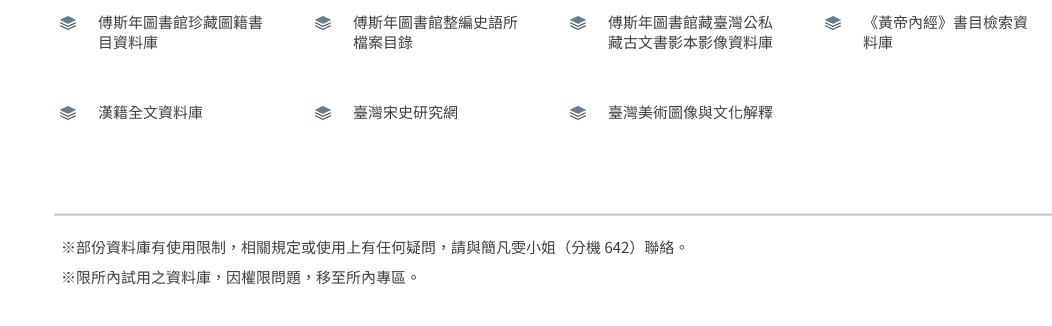 傅斯年圖書館珍藏圖籍書
目資料庫
傅斯年圖書館整編史語所
檔案目錄
傅斯年圖書館藏臺灣公私
藏古文書影本影像資料庫
《黃帝內經》書目檢索資
料庫
漢籍全文資料庫
臺灣宋史研究網
臺灣美術圖像與文化解釋
※部份資料庫有使用限制，相關規定或使用上有任何疑問，請與簡凡雯小姐（分機 642）聯絡。
※限所內試用之資料庫，因權限問題，移至所內專區。